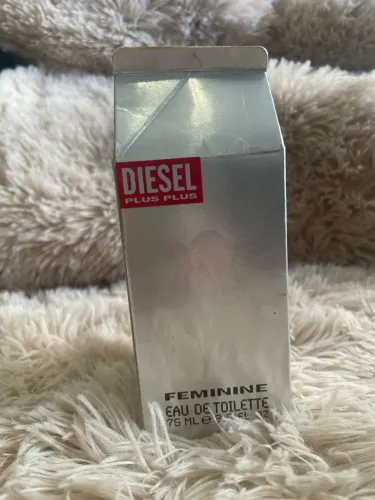 DIESEL
PLUS PLUS
FEMININE
EAU DE TOILETTE
75 ML ℮